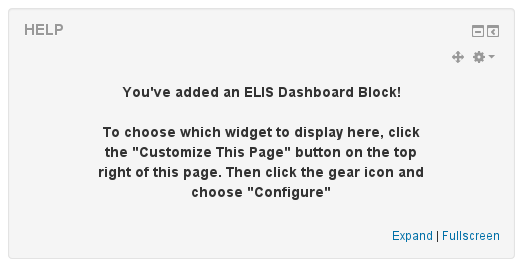 HELP
You've added an ELIS Dashboard Block!
To choose which widget to display here, click
the "Customize This Page" button on the top
right of this page. Then click the gear icon and
choose "Configure"
Expand | Fullscreen